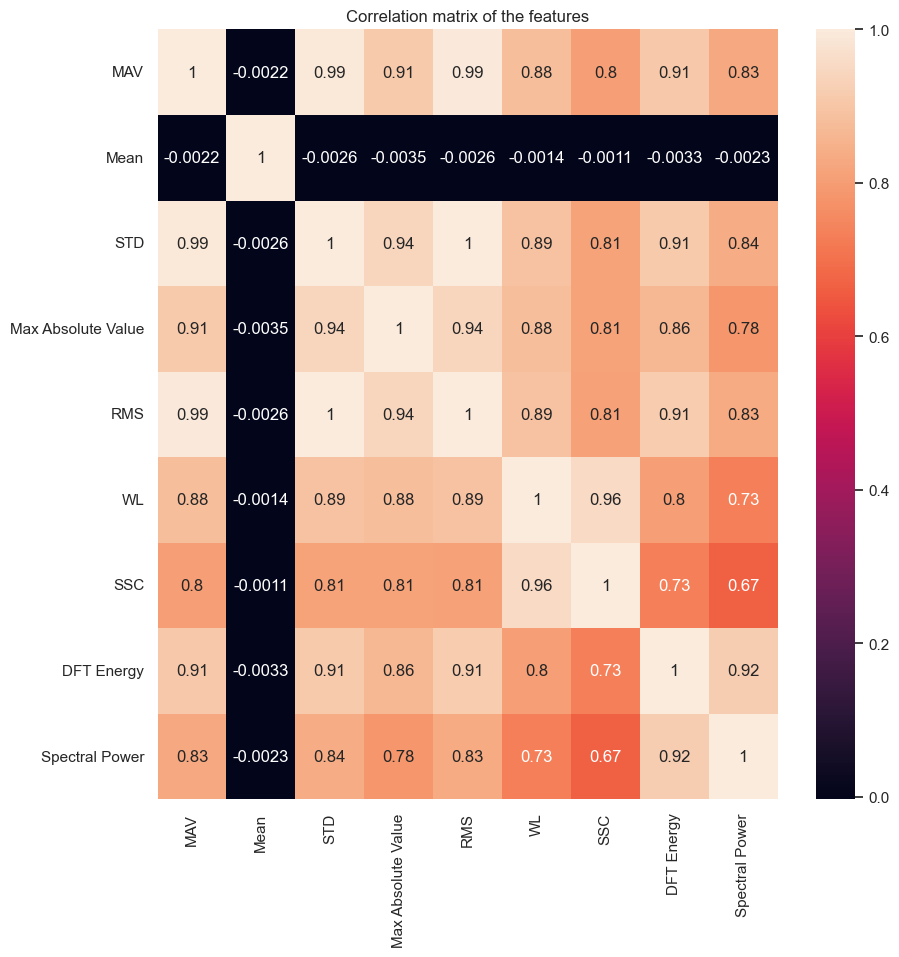 Correlation matrix of the features
1.0
MAV 1 -0.0022 0.99 0.91 0.99 0.88 0.8 0.91 0.83
Mean -0.0022 1 -0.0026 -0.0035 -0.0026 -0.0014 -0.0011 -0.0033 -0.0023
0.8
STD 0.99 -0.0026 1 0.94 1 0.89 0.81 0.91 0.84
Max Absolute Value 0.91 -0.0035 0.94 1 0.94 0.88 0.81 0.86 0.78
0.6
RMS 0.99 -0.0026 1 0.94 1 0.89 0.81 0.91 0.83
0.4
WL 0.88 -0.0014 0.89 0.88 0.89 1 0.96 0.8 0.73
SSC 0.8 -0.0011 0.81 0.81 0.81 0.96 1 0.73 0.67
0.2
DFT Energy 0.91 -0.0033 0.91 0.86 0.91 0.8 0.73 1 0.92
Spectral Power 0.83 -0.0023 0.84 0.78 0.83 0.73 0.67 0.92 1
0.0
MAV
Mean
STD
Max Absolute Value
RMS
WL
SSC
DFT Energy
Spectral Power